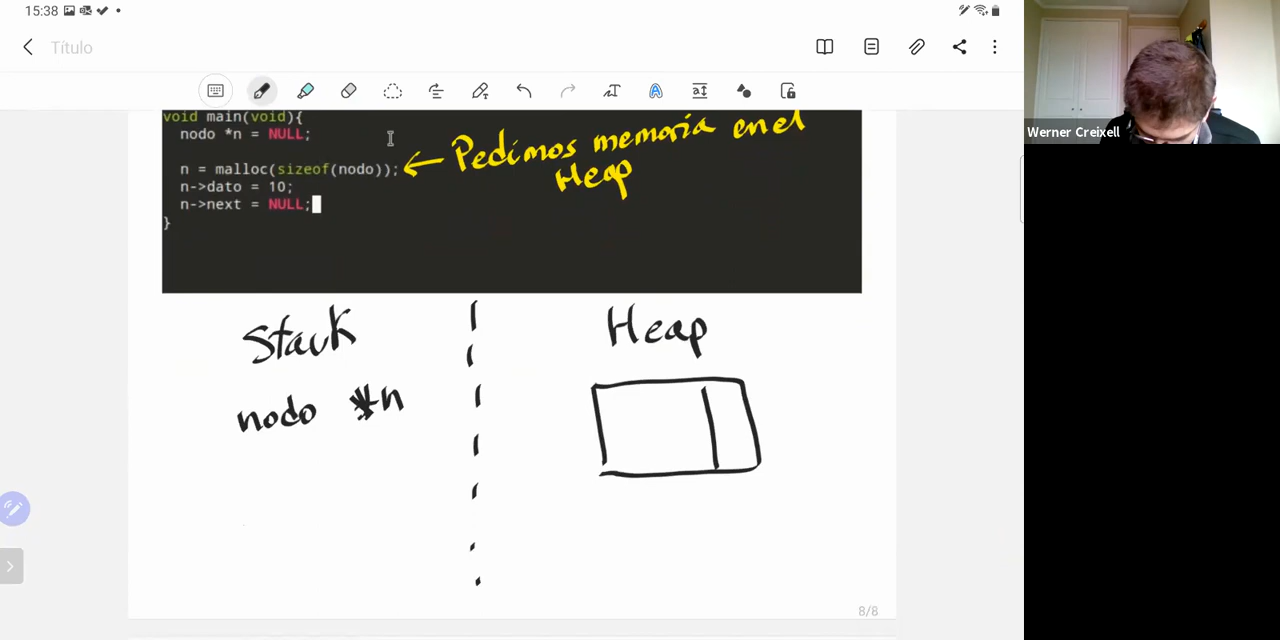 15:38
Título
void main(void){
nodo *n = NULL;
Pedimos memoria en el
Heap
n = malloc(sizeof(nodo));
n->dato = 10;
n->next = NULL;
}
Stack
Heap
nodo *n
8/8
Werner Creixell